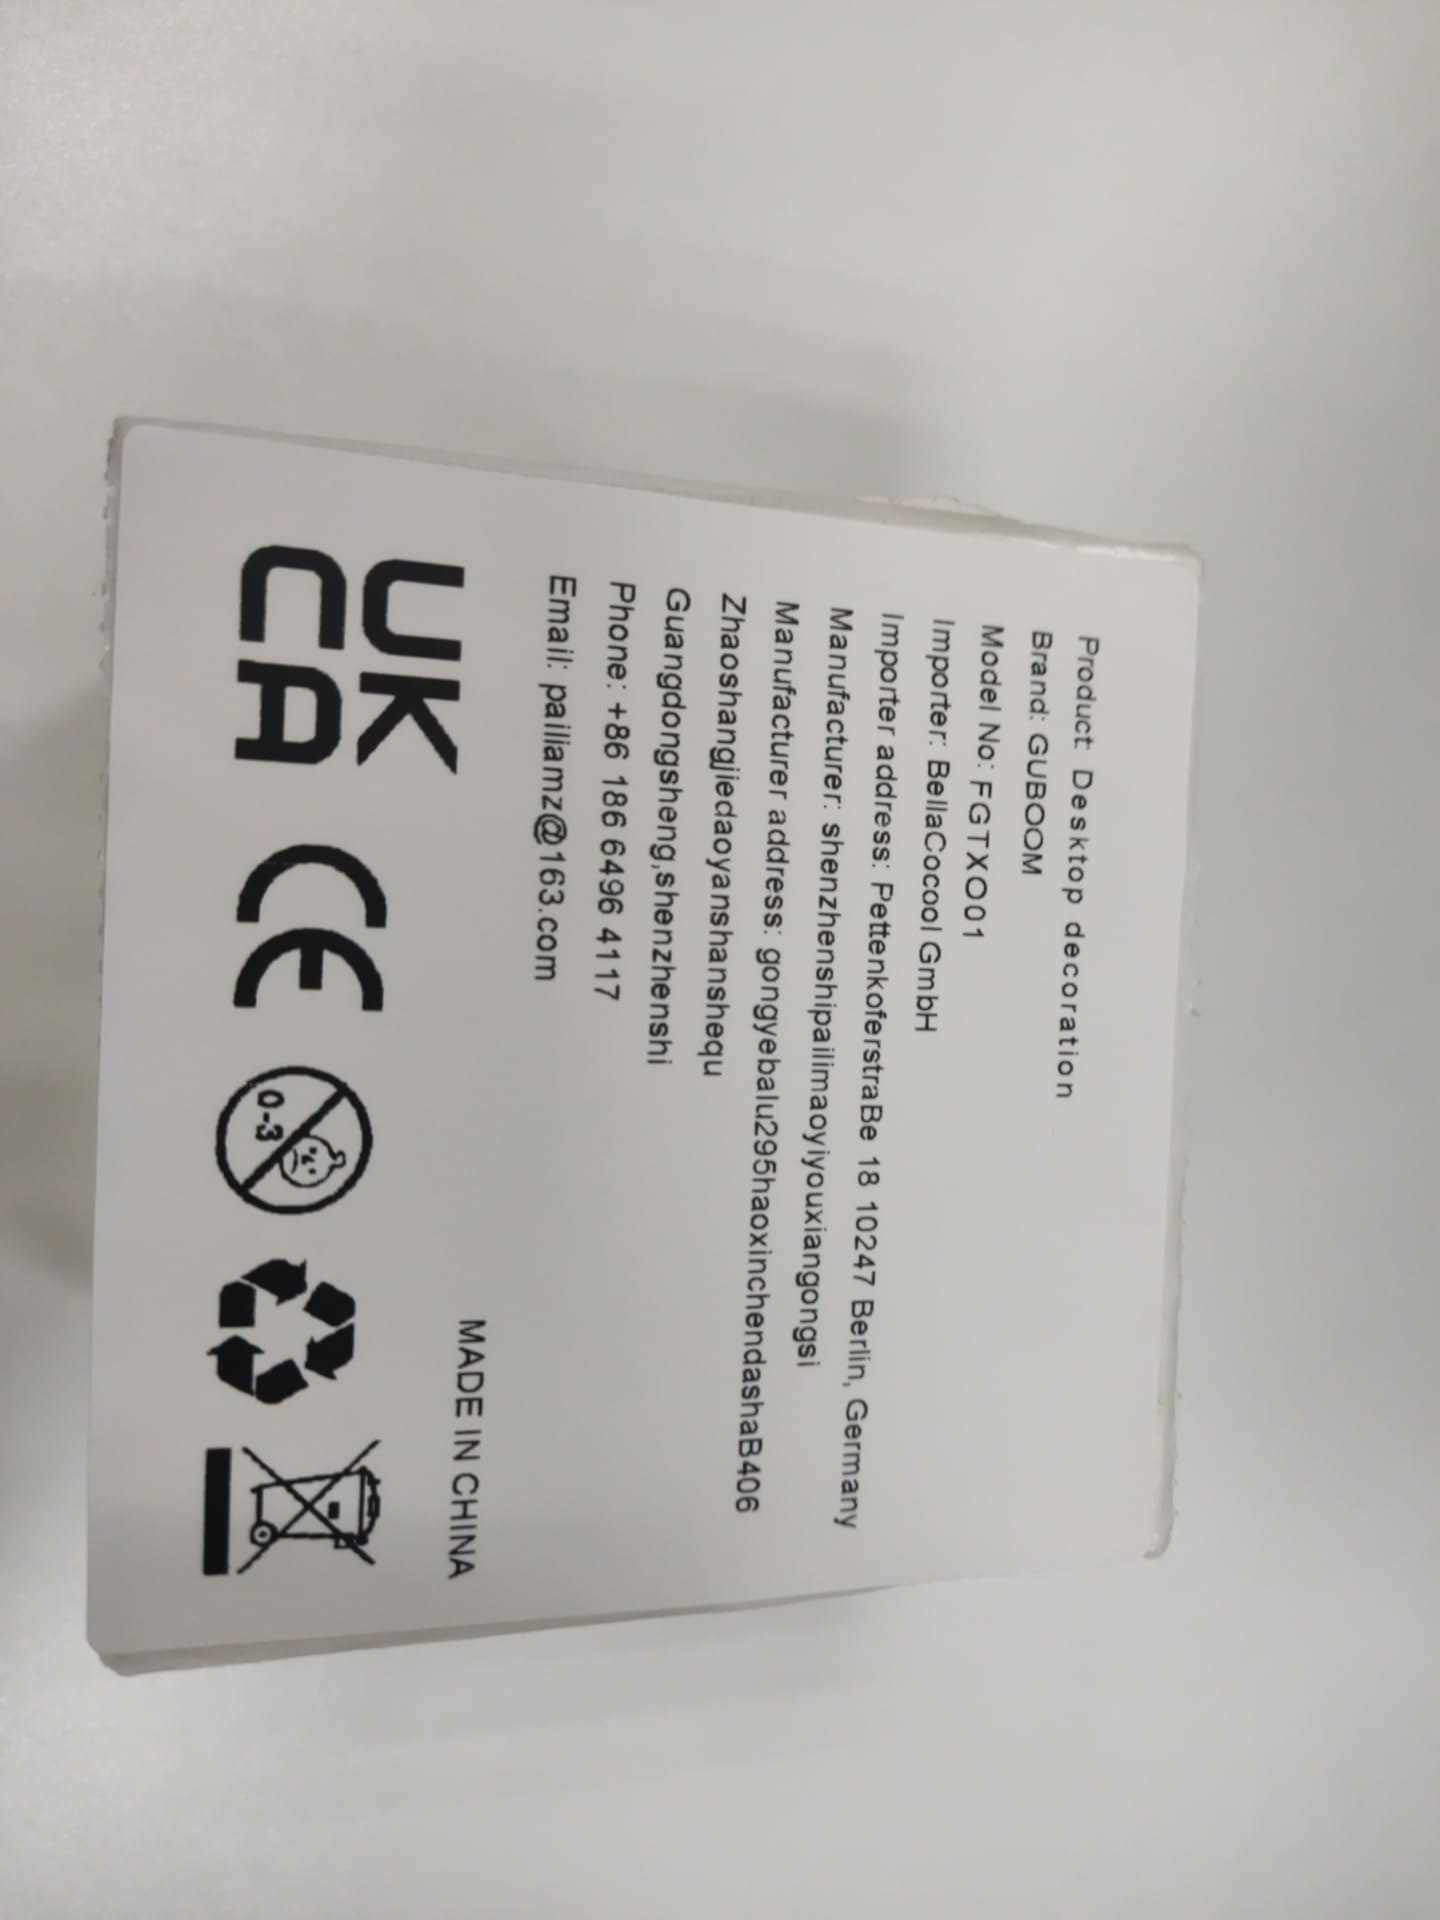 Product: Desktop decoration
Brand: GUBOOM
Model No: FGTXO01
Importer: BellaCocool GmbH
Importer address: PettenkoferstraBe 18 10247 Berlin, Germany
Manufacturer: shenzhenshipailimaoyiyouxiangongsi
Manufacturer address: gongyebalu295haoxinchendashaB406
Zhaoshangjiedaoyanshanshequ
Guangdongsheng,shenzhenshi
Phone: +86 186 6496 4117
Email: pailiamz@163.com
MADE IN CHINA
UK
CA
CE
0-3